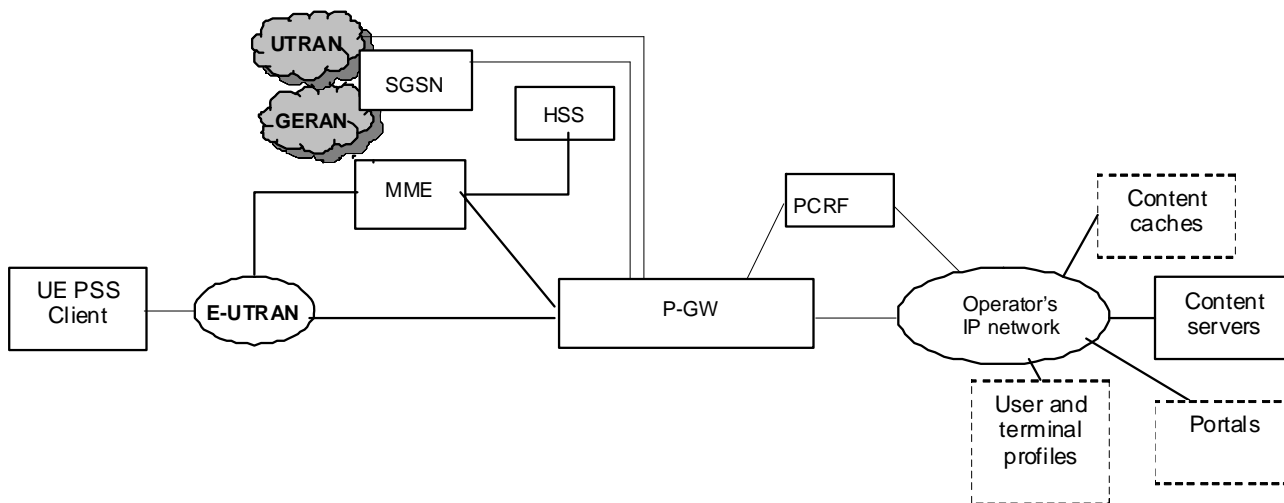 UTRAN
SGSN
GERAN
HSS
MME
PCRF
Content
caches
UE PSS
Client
E-UTRAN
P-GW
Operator's
IP network
Content
servers
User and
terminal
profiles
Portals